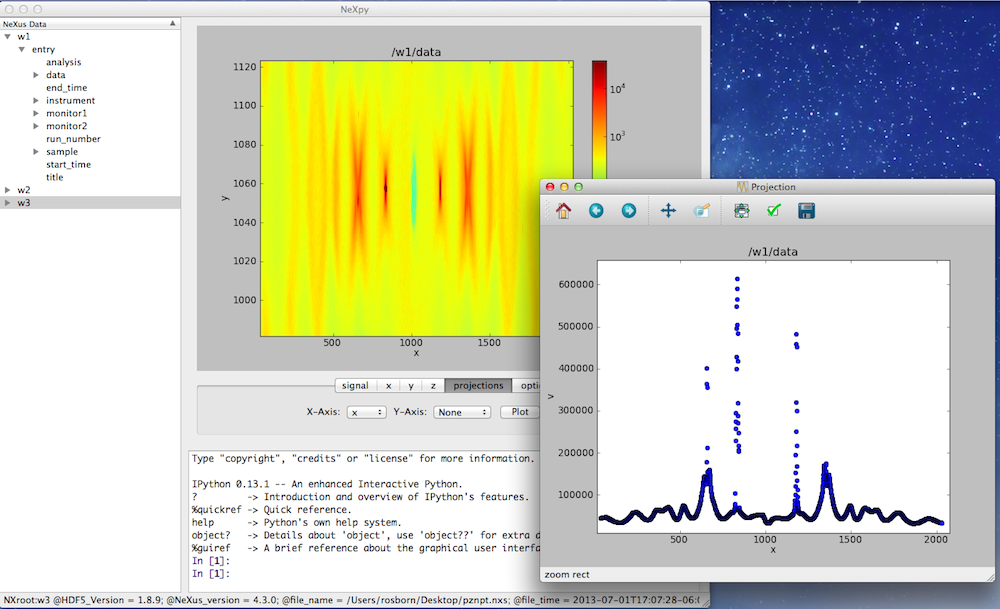 NeXpy
NeXus Data
w1
entry
analysis
data
end_time
instrument
monitor1
monitor2
run_number
sample
start_time
title
w2
w3
/w1/data
1120
1100
1080
1060
1040
1020
1000
y
500
1000
1500
x
10^4
10^3
signal
x
y
z
projections
opti
X-Axis:
x
Y-Axis:
None
Plot
Type "copyright", "credits" or "license" for more information.
IPython 0.13.1 -- An enhanced Interactive Python.
? -> Introduction and overview of IPython's features.
%quickref -> Quick reference.
help -> Python's own help system.
object? -> Details about 'object', use 'object??' for extra d
%guiref -> A brief reference about the graphical user interfa
In [1]:
In [1]:
NXroot:w3 @HDF5_Version = 1.8.9; @NeXus_version = 4.3.0; @file_name = /Users/rosborn/Desktop/pznpt.nxs; @file_time = 2013-07-01T17:07:28-06:0
Projection
/w1/data
600000
500000
400000
300000
200000
100000
v
500
1000
1500
2000
x
zoom rect